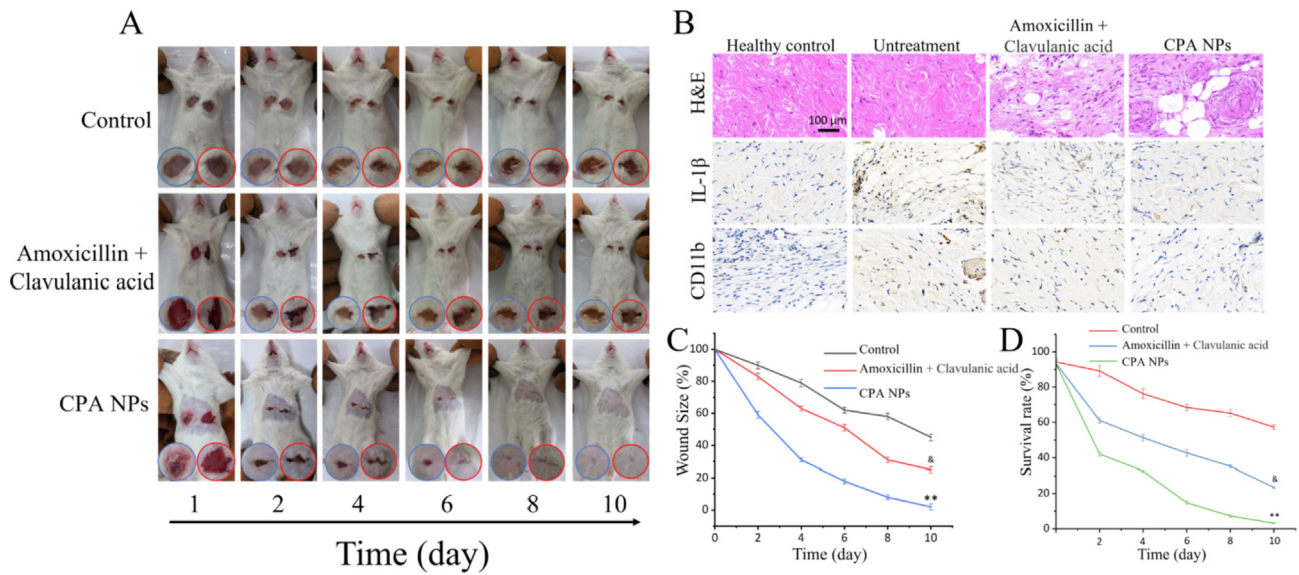 A
Control
Amoxicillin +
Clavulanic acid
CPA NPs
1 2 4 6 8 10
Time (day)
B
Healthy control Untreatment Amoxicillin +
Clavulanic acid CPA NPs
H&E
100 μm
IL-1β
CD11b
C
Control
Amoxicillin + Clavulanic acid
CPA NPs
Wound Size (%)
100
80
60
40
20
0
&
**
0 2 4 6 8 10
Time (day)
D
Control
Amoxicillin + Clavulanic acid
CPA NPs
Survival rate (%)
100
80
60
40
20
0
&
**
2 4 6 8 10
Time (day)